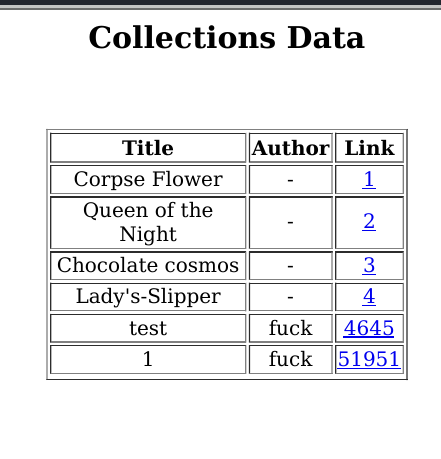 Collections Data
Title Author Link
Corpse Flower - 1
Queen of the
Night - 2
Chocolate cosmos - 3
Lady's-Slipper - 4
test fuck 4645
1 fuck 51951